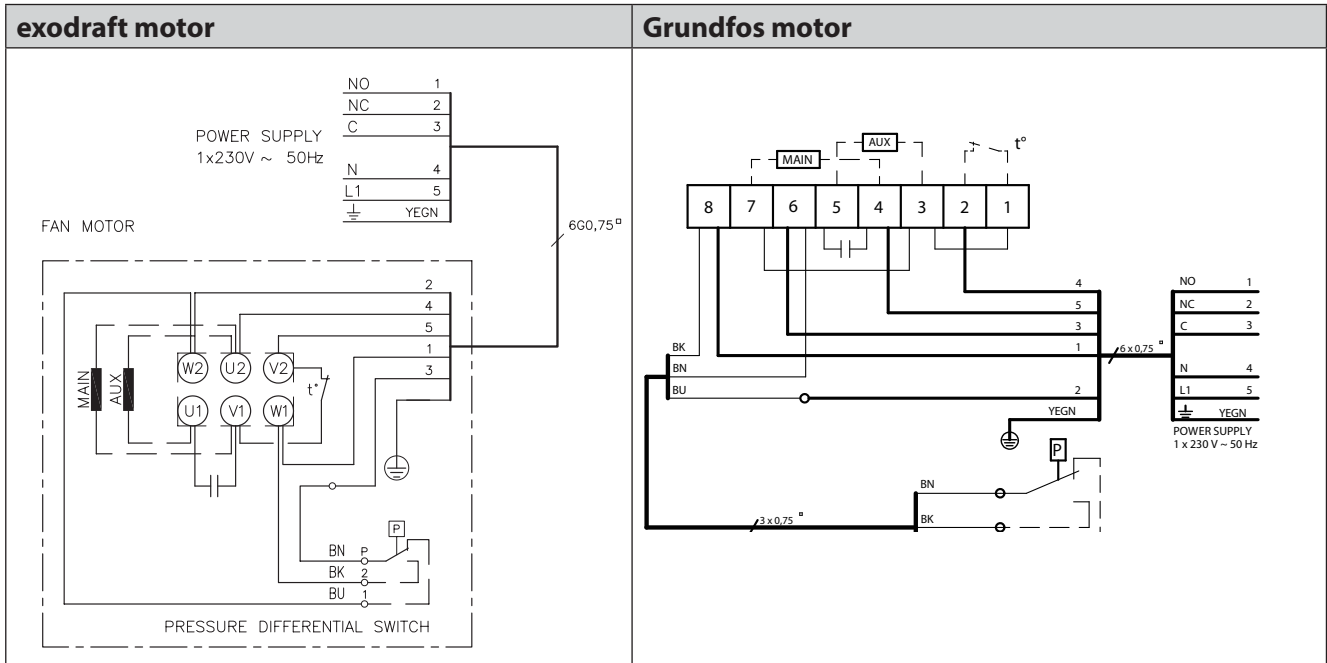 exodraft motor
NO 1
NC 2
C 3
POWER SUPPLY
1x230V ~ 50Hz
N 4
L1 5
YEGN
FAN MOTOR
6G0,75▫
2
4
5
1
3
MAIN
AUX
W2 U2 V2
t°
U1 V1 W1
P
BN P
BK 2
BU 1
PRESSURE DIFFERENTIAL SWITCH
Grundfos motor
AUX
MAIN
t°
8 7 6 5 4 3 2 1
4
5
3
1
2
YEGN
6 x 0,75 ▫
NO 1
NC 2
C 3
N 4
L1 5
YEGN
POWER SUPPLY
1 x 230 V ~ 50 Hz
BK
BN
BU
P
BN
BK
3 x 0,75 ▫